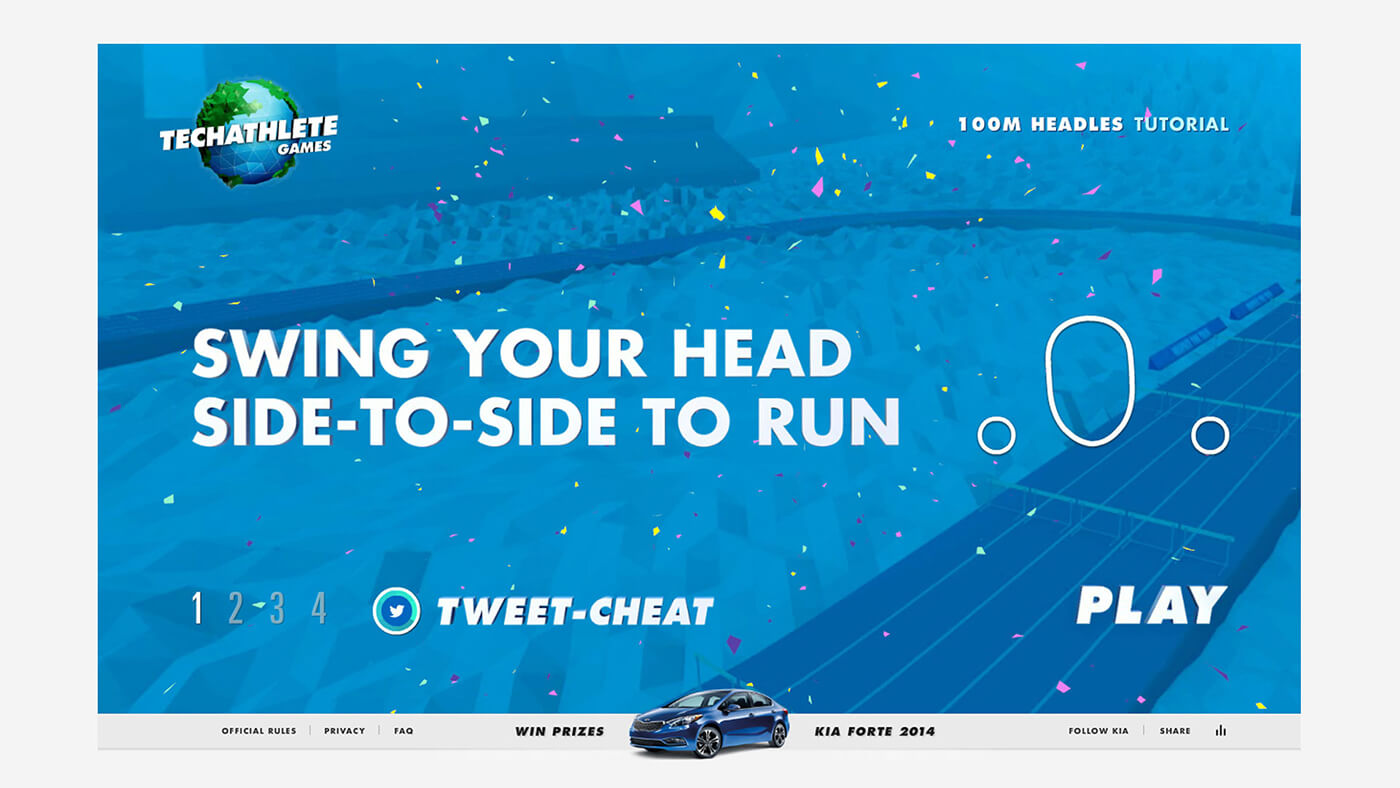 TECHATHLETE
GAMES
100M HEADLES TUTORIAL
SWING YOUR HEAD
SIDE-TO-SIDE TO RUN
1 2 3 4
TWEET-CHEAT
PLAY
OFFICIAL RULES
PRIVACY
FAQ
WIN PRIZES
KIA FORTE 2014
FOLLOW KIA
SHARE